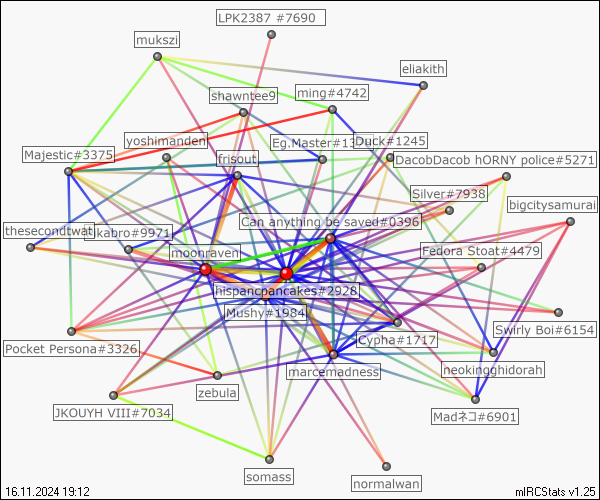 LPK2387 #7690
mukszi
eliakith
ming#4742
shawntee9
yoshimanden
Eg.Master#13
Duck#1245
Majestic#3375
frisout
DacobDacob hORNY police#5271
Silver#7938
bigcitysamurai
Can anything be saved#0396
thesecondtwat
kabro#9971
moonraven
Fedora Stoat#4479
hispancpancakes#2928
Mushy#1984
Swirly Boi#6154
Cypha#1717
Pocket Persona#3326
marcemadness
neokingghidorah
zebula
JKOUYH VIII#7034
Madネコ#6901
somass
normalwan
16.11.2024 19:12
mIRCStats v1.25